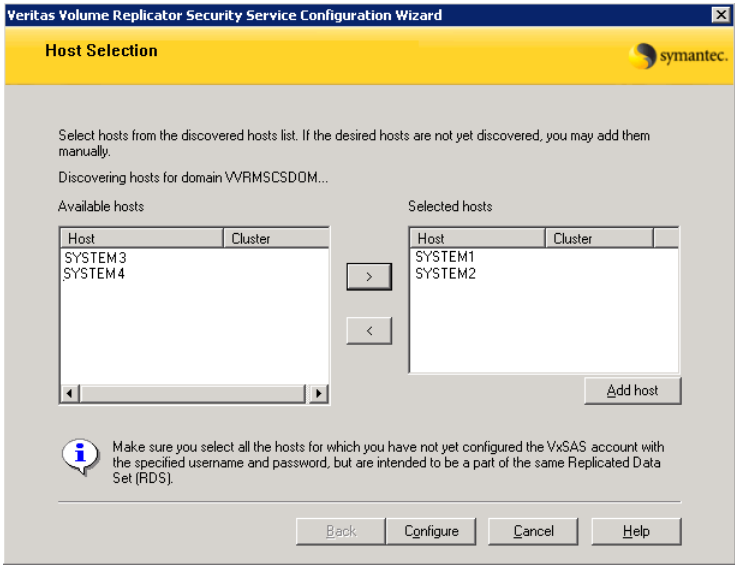 Veritas Volume Replicator Security Service Configuration Wizard
Host Selection
symantec.
Select hosts from the discovered hosts list. If the desired hosts are not yet discovered, you may add them
manually.
Discovering hosts for domain VVRMSCSDOM...
Available hosts
Selected hosts
Host Cluster
Host Cluster
SYSTEM3
SYSTEM4
SYSTEM1
SYSTEM2
>
<
Add host
Make sure you select all the hosts for which you have not yet configured the VxSAS account with
the specified username and password, but are intended to be a part of the same Replicated Data
Set (RDS).
Back Configure Cancel Help